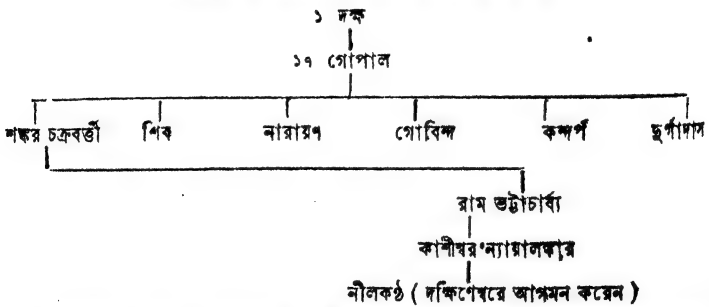 ১ দক্ষ
১৭ গোপাল
শঙ্কর চক্রবর্ত্তী শিব নারায়ণ গোবিন্দ কন্দর্প দুর্গাদাস
রাম ভট্টাচার্য্য
কাশীশ্বর ন্যায়ালঙ্কার
নীলকণ্ঠ ( দক্ষিণেশ্বরে আগমন করেন )